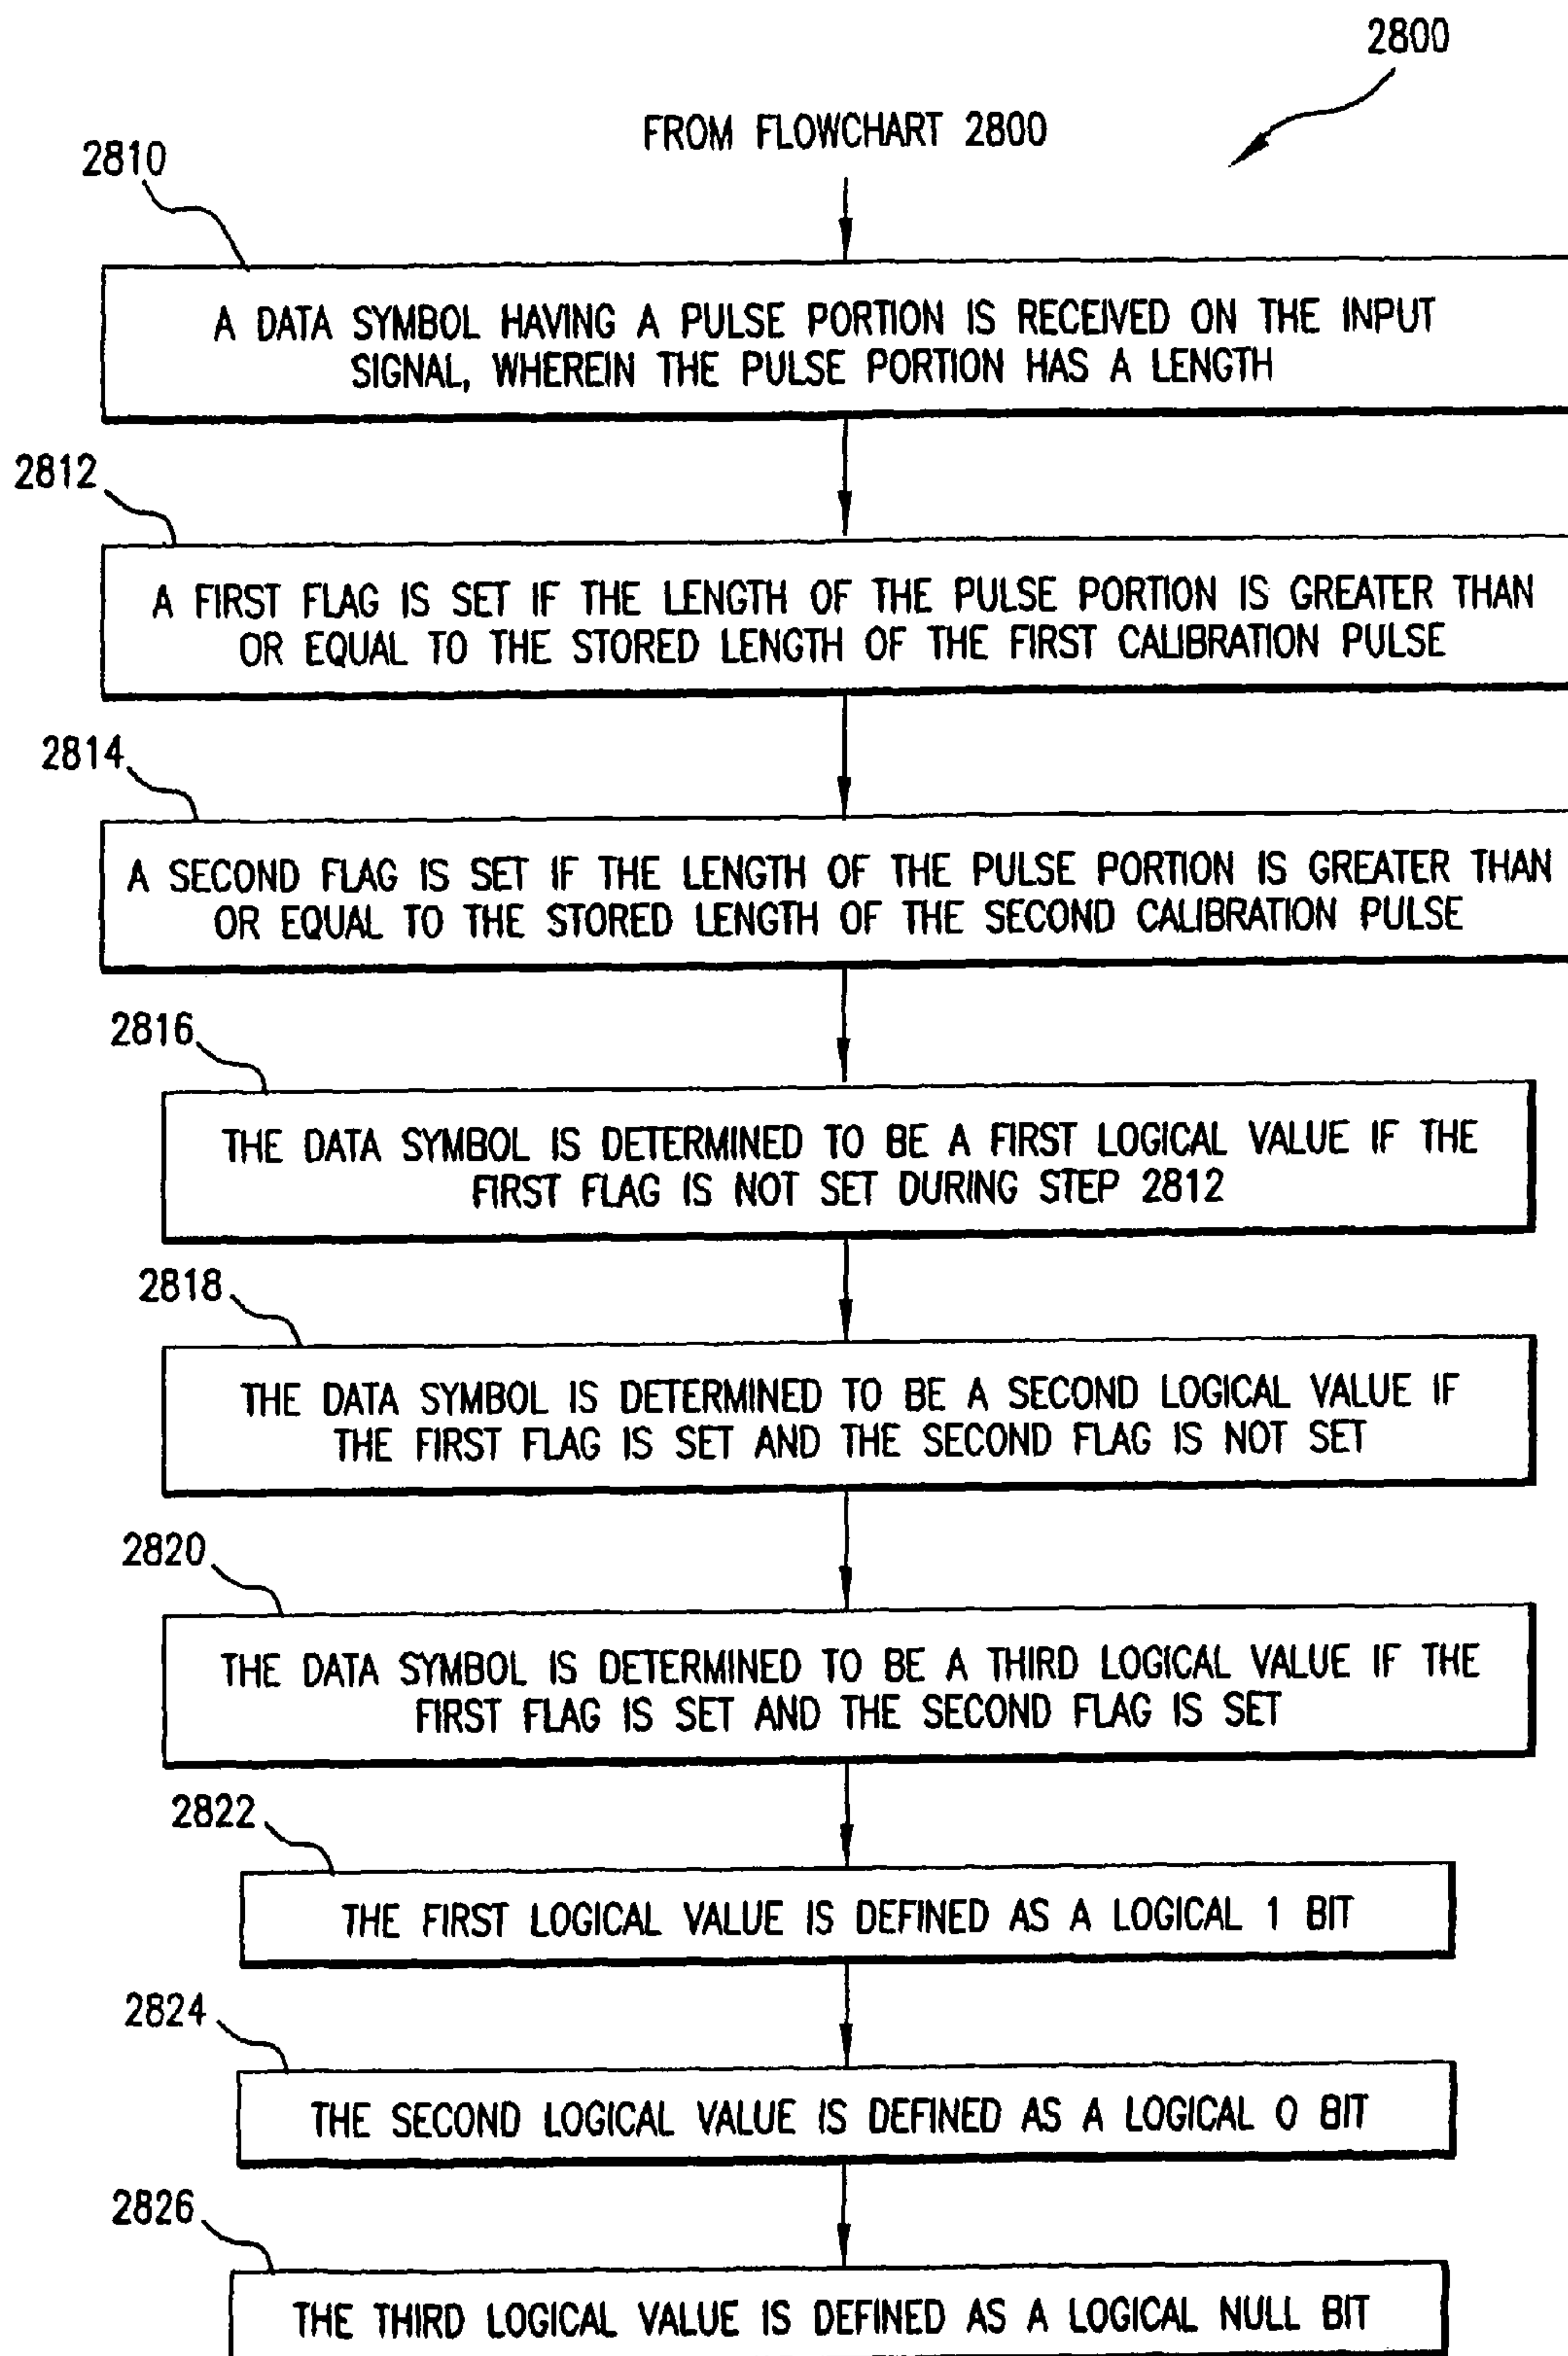 2800
FROM FLOWCHART 2800
2810
A DATA SYMBOL HAVING A PULSE PORTION IS RECEIVED ON THE INPUT
SIGNAL, WHEREIN THE PULSE PORTION HAS A LENGTH
2812
A FIRST FLAG IS SET IF THE LENGTH OF THE PULSE PORTION IS GREATER THAN
OR EQUAL TO THE STORED LENGTH OF THE FIRST CALIBRATION PULSE
2814
A SECOND FLAG IS SET IF THE LENGTH OF THE PULSE PORTION IS GREATER THAN
OR EQUAL TO THE STORED LENGTH OF THE SECOND CALIBRATION PULSE
2816
THE DATA SYMBOL IS DETERMINED TO BE A FIRST LOGICAL VALUE IF THE
FIRST FLAG IS NOT SET DURING STEP 2812
2818
THE DATA SYMBOL IS DETERMINED TO BE A SECOND LOGICAL VALUE IF
THE FIRST FLAG IS SET AND THE SECOND FLAG IS NOT SET
2820
THE DATA SYMBOL IS DETERMINED TO BE A THIRD LOGICAL VALUE IF THE
FIRST FLAG IS SET AND THE SECOND FLAG IS SET
2822
THE FIRST LOGICAL VALUE IS DEFINED AS A LOGICAL 1 BIT
2824
THE SECOND LOGICAL VALUE IS DEFINED AS A LOGICAL 0 BIT
2826
THE THIRD LOGICAL VALUE IS DEFINED AS A LOGICAL NULL BIT